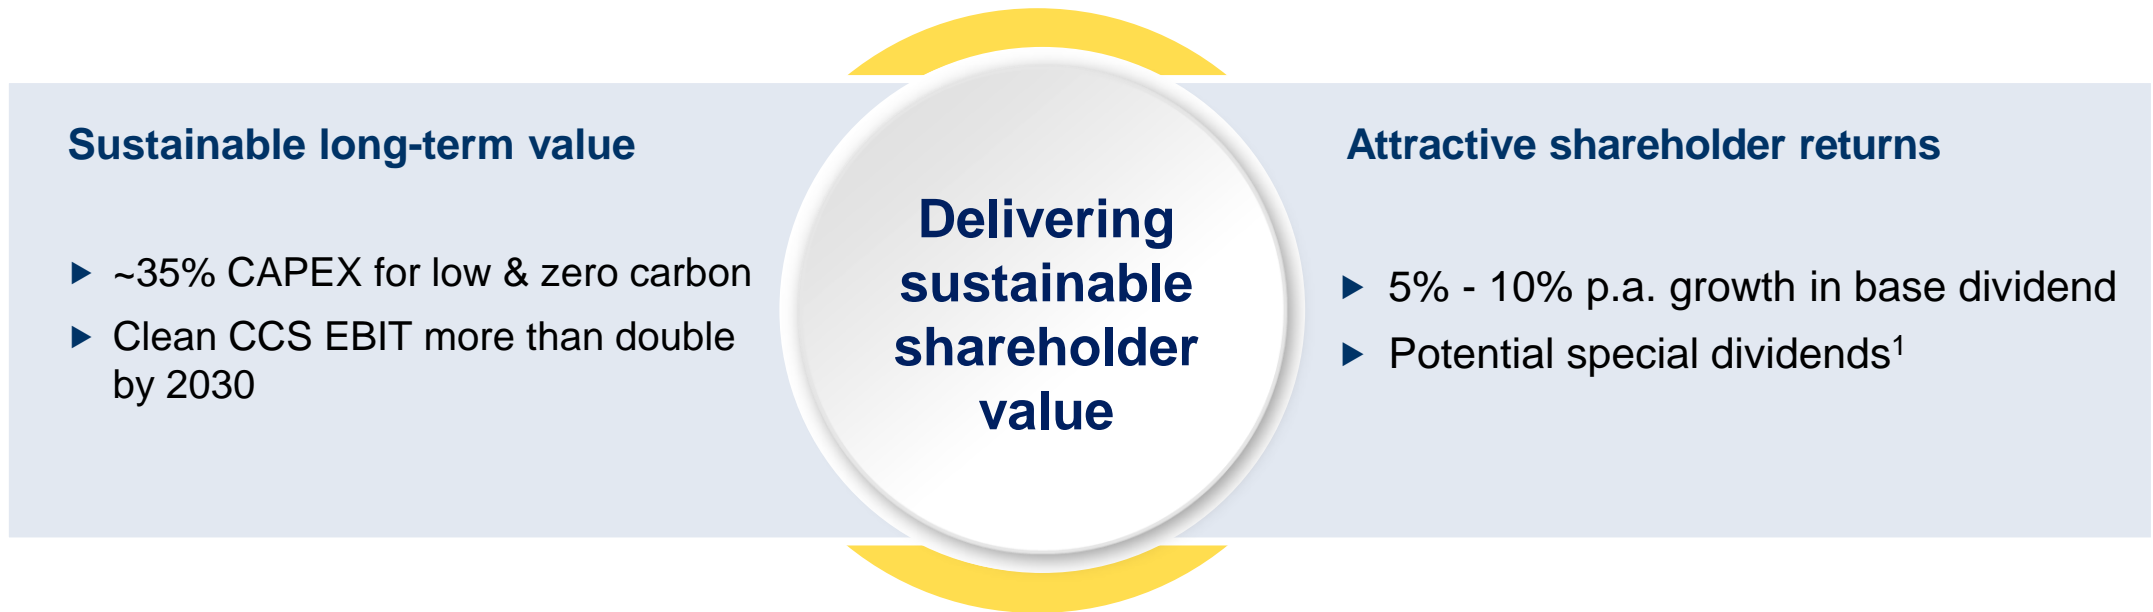 Sustainable long-term value
~35% CAPEX for low & zero carbon
Clean CCS EBIT more than double
by 2030
Delivering
sustainable
shareholder
value
Attractive shareholder returns
5% - 10% p.a. growth in base dividend
Potential special dividends¹